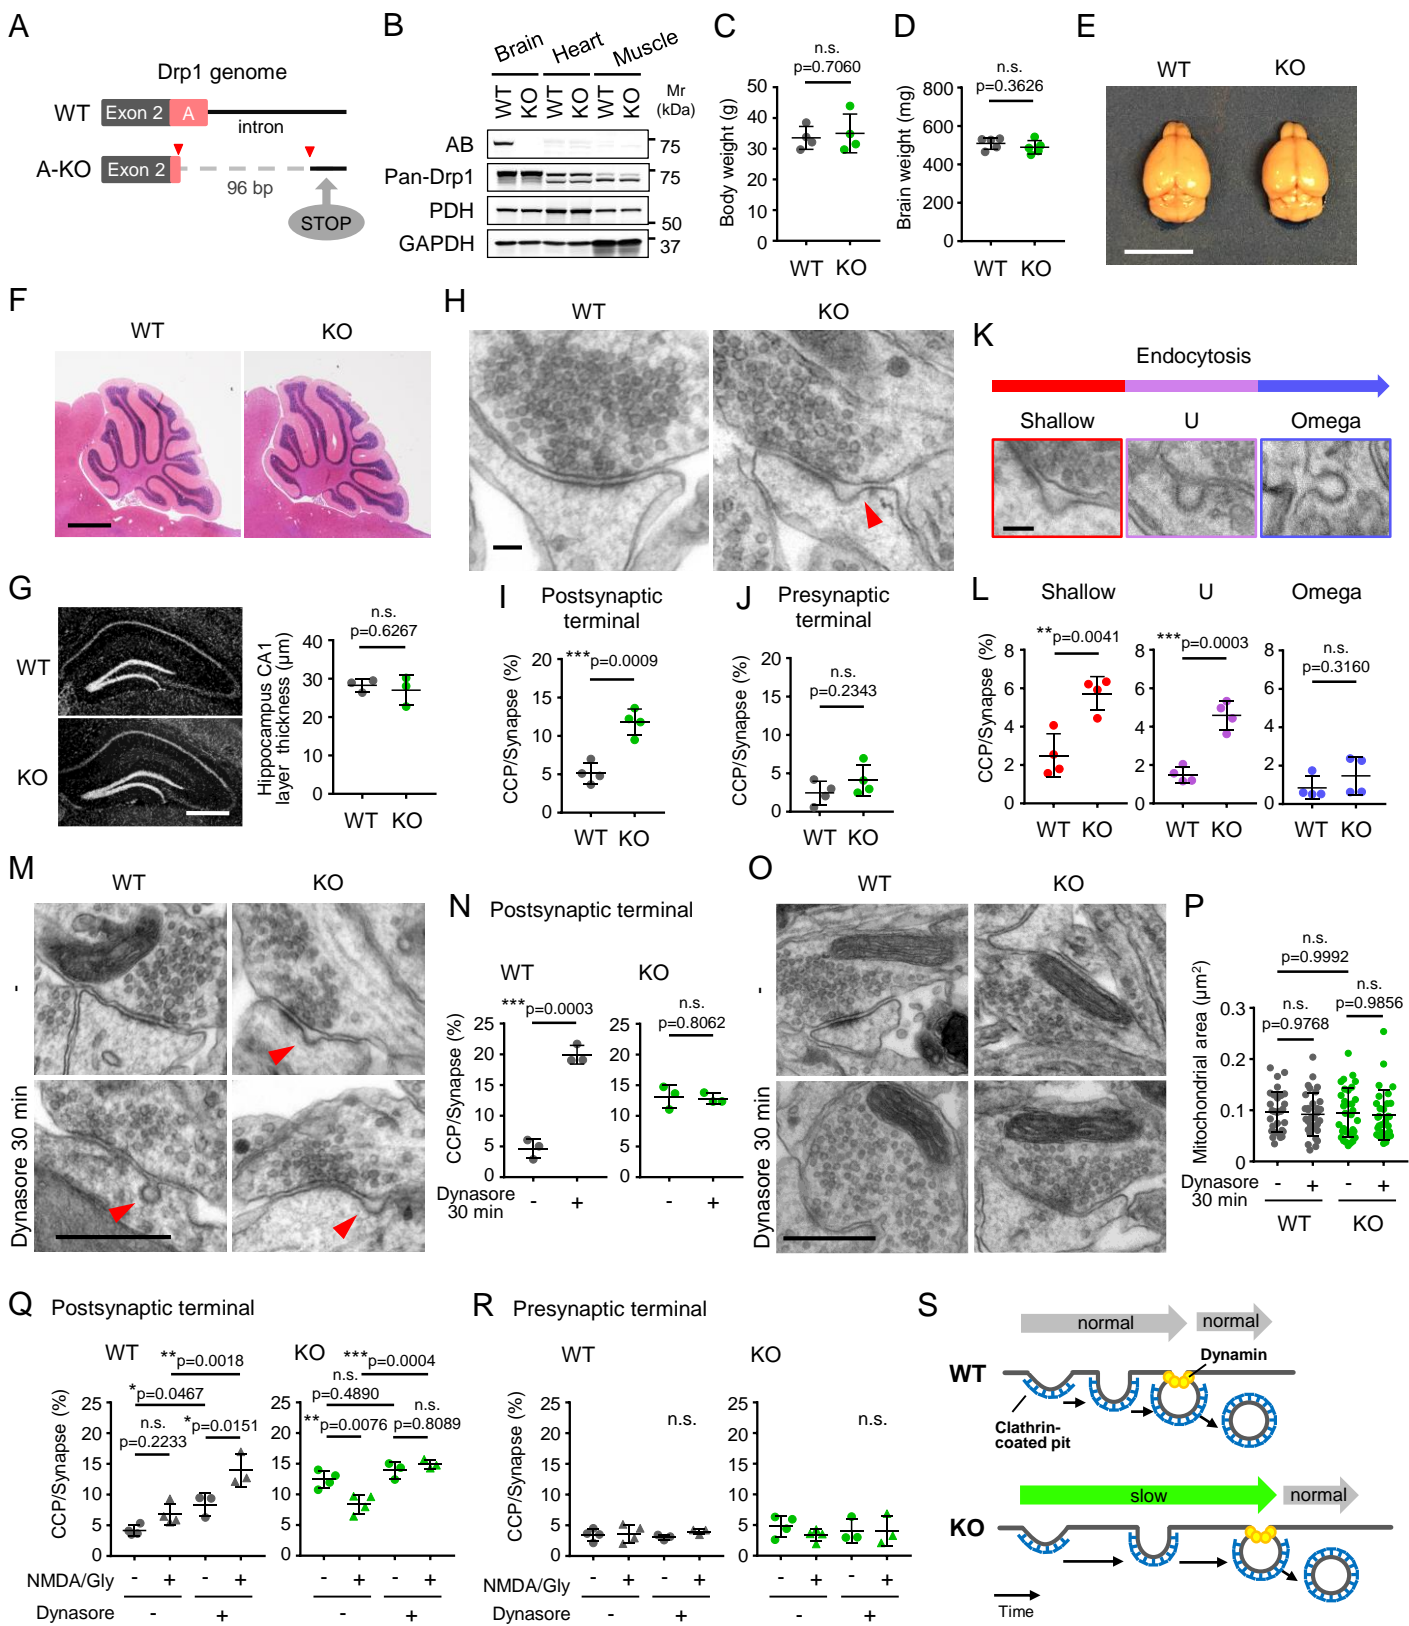 A
Drp1 genome
WT
Exon 2
A
intron
A-KO
Exon 2
96 bp
STOP
B
Brain
Heart
Muscle
WT
KO
WT
KO
WT
KO
Mr
(kDa)
AB
75
Pan-Drp1
75
PDH
50
GAPDH
37
C
n.s.
p=0.7060
Body weight (g)
50
40
30
20
10
0
WT
KO
D
n.s.
p=0.3626
Brain weight (mg)
800
600
400
200
0
WT
KO
E
WT
KO
F
WT
KO
G
WT
KO
n.s.
p=0.6267
Hippocampus CA1
layer thickness (μm)
40
30
20
10
0
WT
KO
H
WT
KO
I
Postsynaptic
terminal
***p=0.0009
CCP/Synapse (%)
20
15
10
5
0
WT
KO
J
Presynaptic
terminal
n.s.
p=0.2343
CCP/Synapse (%)
20
15
10
5
0
WT
KO
K
Endocytosis
Shallow
U
Omega
L
Shallow
U
Omega
**p=0.0041
***p=0.0003
n.s.
p=0.3160
CCP/Synapse (%)
8
6
4
2
0
WT
KO
8
6
4
2
0
WT
KO
8
6
4
2
0
WT
KO
M
WT
KO
-
Dynasore 30 min
N
Postsynaptic terminal
WT
KO
***p=0.0003
n.s.
p=0.8062
CCP/Synapse (%)
25
20
15
10
5
0
25
20
15
10
5
0
Dynasore
30 min
-
+
-
+
O
WT
KO
-
Dynasore 30 min
P
n.s.
p=0.9992
n.s.
p=0.9768
n.s.
p=0.9856
Mitochondrial area (μm²)
0.3
0.2
0.1
0
Dynasore
30 min
-
+
-
+
WT
KO
Q
Postsynaptic terminal
WT
**p=0.0018
*p=0.0467
n.s.
p=0.2233
*p=0.0151
CCP/Synapse (%)
25
20
15
10
5
0
KO
***p=0.0004
n.s.
p=0.4890
**p=0.0076
n.s.
p=0.8089
25
20
15
10
5
0
NMDA/Gly
-
+
-
+
-
+
-
+
Dynasore
-
+
-
+
R
Presynaptic terminal
WT
KO
n.s.
n.s.
CCP/Synapse (%)
25
20
15
10
5
0
25
20
15
10
5
0
NMDA/Gly
-
+
-
+
-
+
-
+
Dynasore
-
+
-
+
S
normal
normal
WT
Dynamin
Clathrin-
coated pit
slow
normal
KO
Time